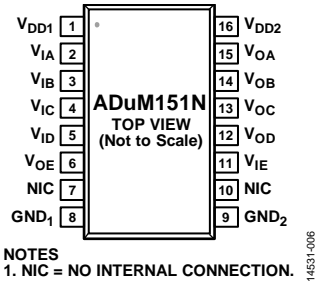 VDD1 1 16 VDD2
VIA 2 15 VOA
VIB 3 14 VOB
VIC 4 ADuM151N 13 VOC
TOP VIEW
VID 5 (Not to Scale) 12 VOD
VOE 6 11 VIE
NIC 7 10 NIC
GND1 8 9 GND2
NOTES
1. NIC = NO INTERNAL CONNECTION.
14531-006